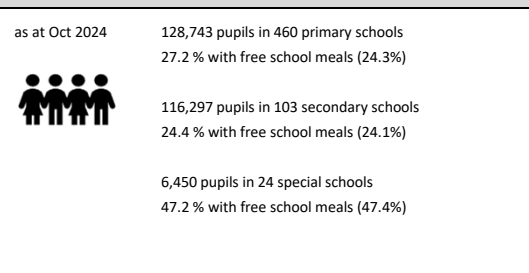 as at Oct 2024
128,743 pupils in 460 primary schools
27.2 % with free school meals (24.3%)
116,297 pupils in 103 secondary schools
24.4 % with free school meals (24.1%)
6,450 pupils in 24 special schools
47.2 % with free school meals (47.4%)